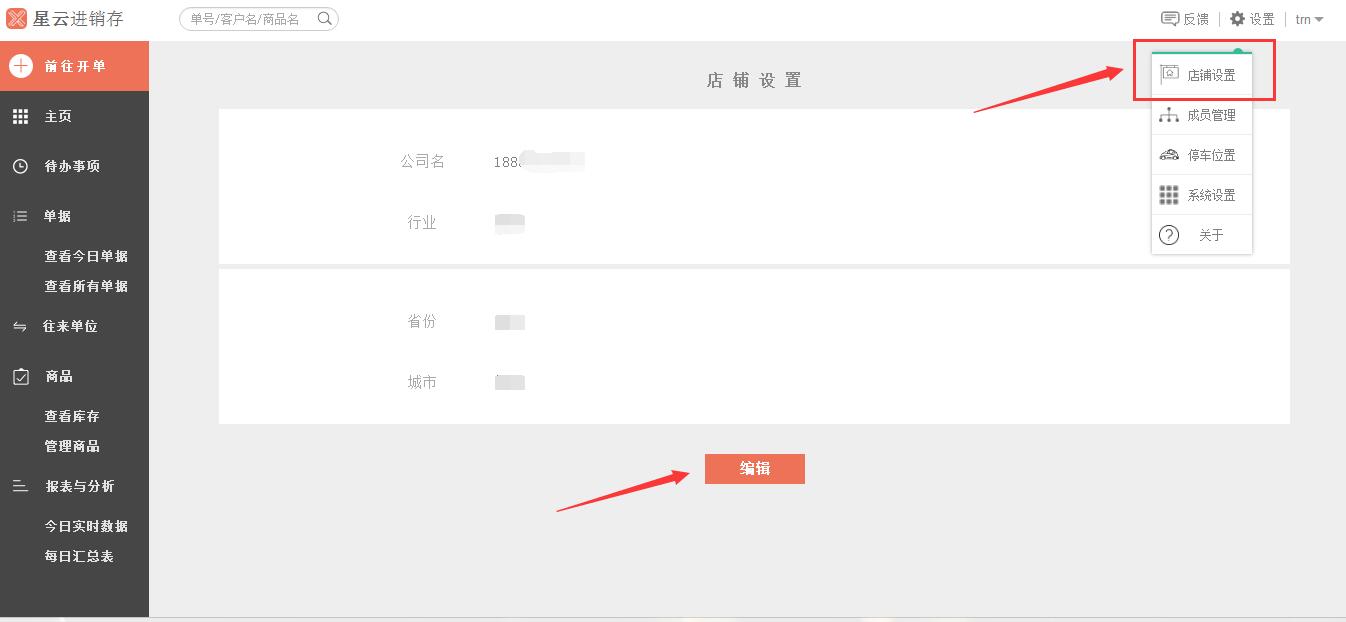 星云进销存
单号/客户名/商品名
反馈
设置
trn
前往开单
主页
待办事项
单据
查看今日单据
查看所有单据
往来单位
商品
查看库存
管理商品
报表与分析
今日实时数据
每日汇总表
店铺设置
公司名 188
行业
省份
城市
编辑
店铺设置
成员管理
停车位置
系统设置
? 关于